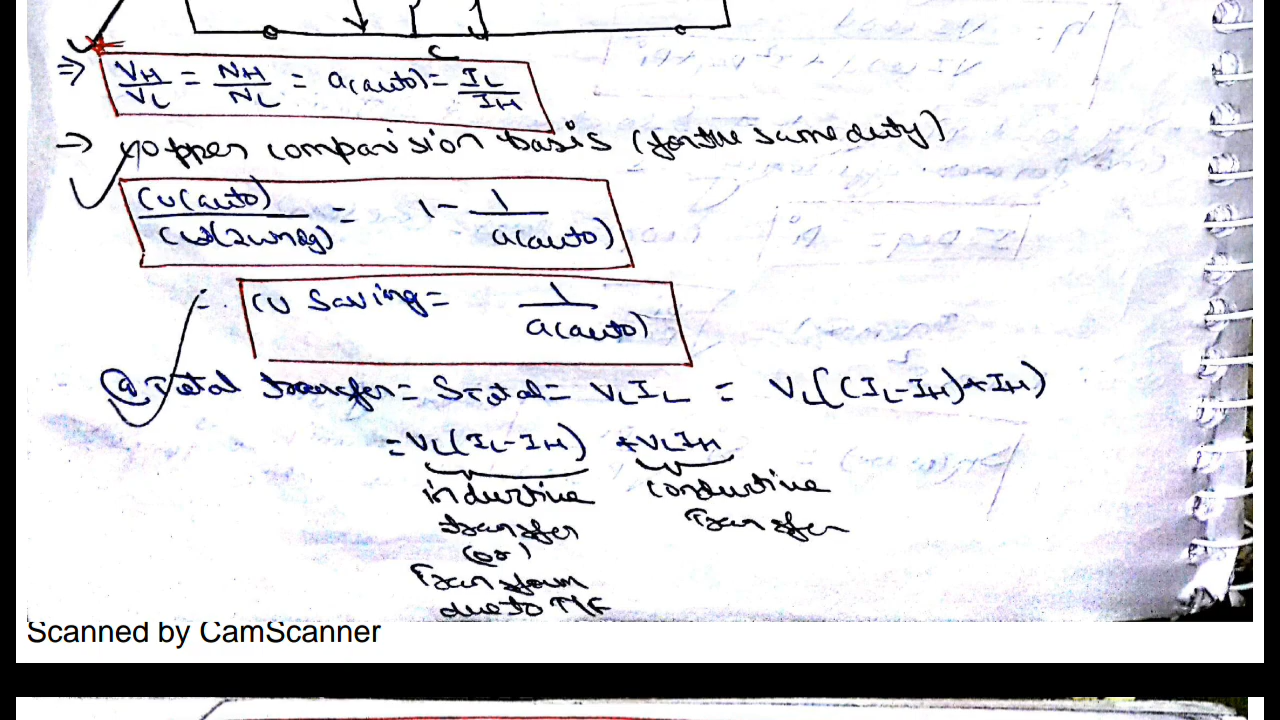 C
⇒ VH/VL = NH/NL = a(auto) = IL/IH
→ copper comparision basis (for the same duty)
Cu(auto)/Cu(2wndg) = 1 - 1/a(auto)
∴ Cu Saving = 1/a(auto)
@ Total transfer = STotal = VLIL = VL[(IL-IH)+IH)
= VL(IL-IH) + VLIH
inductive conductive
transfer Transfer
(or)
Transform
due to T/F
Scanned by CamScanner